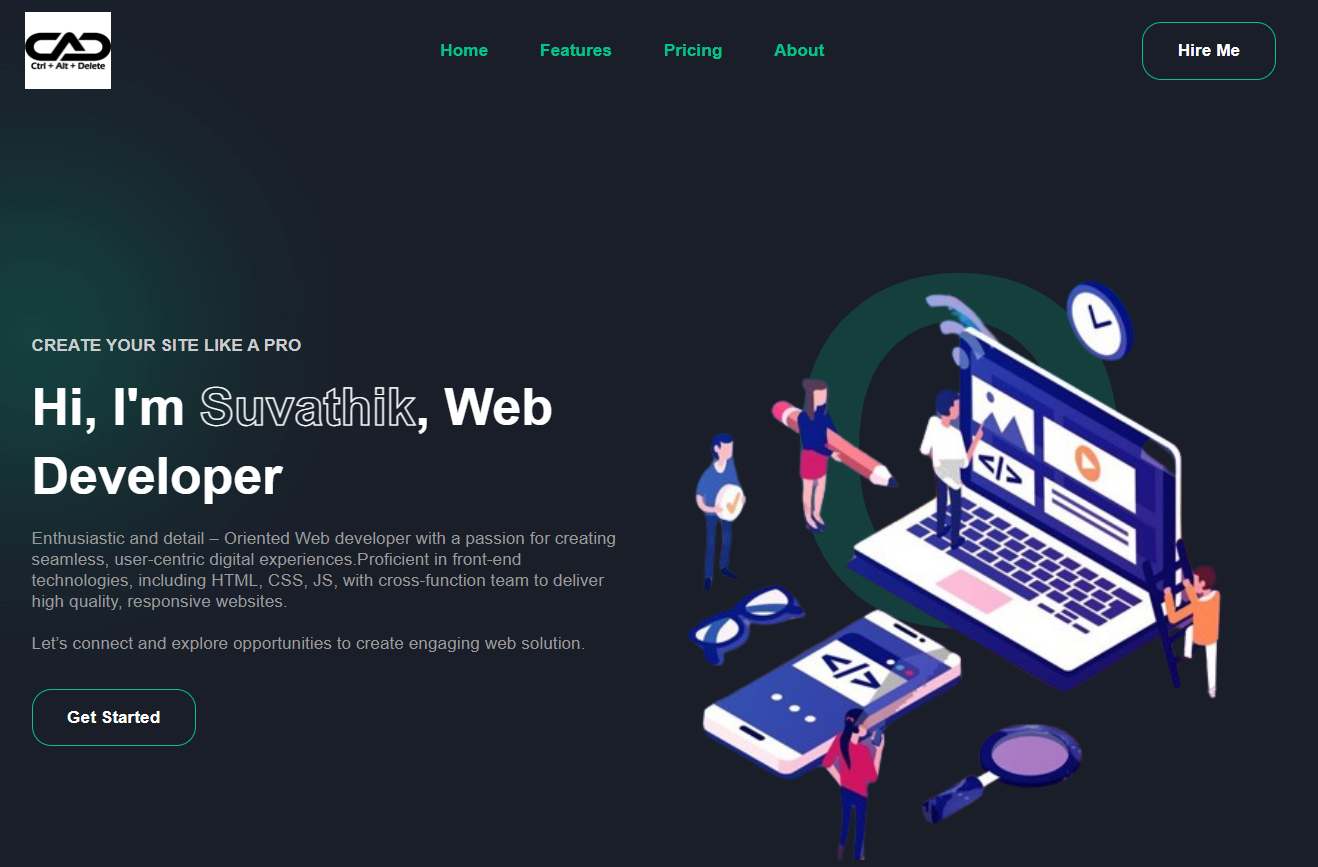 CAD
Ctrl + Alt + Delete
Home Features Pricing About
Hire Me
CREATE YOUR SITE LIKE A PRO
Hi, I'm Suvathik, Web
Developer
Enthusiastic and detail – Oriented Web developer with a passion for creating
seamless, user-centric digital experiences.Proficient in front-end
technologies, including HTML, CSS, JS, with cross-function team to deliver
high quality, responsive websites.
Let’s connect and explore opportunities to create engaging web solution.
Get Started
</>
</>